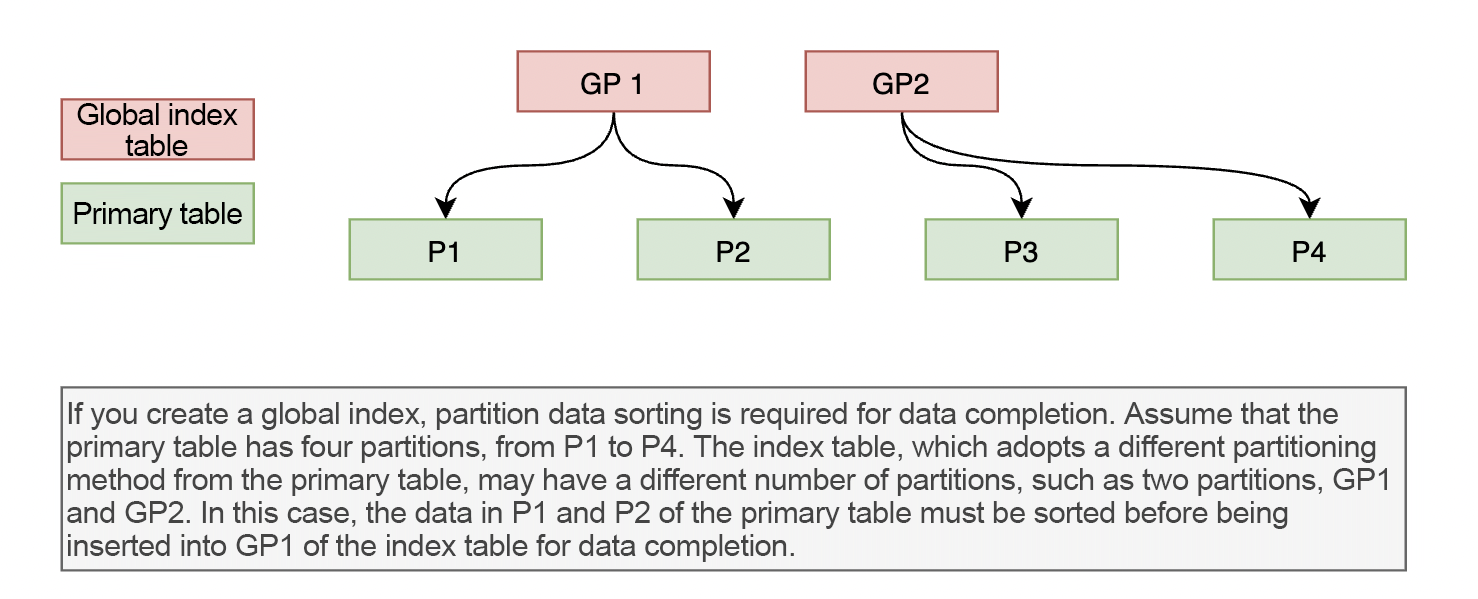 GP 1
GP2
Global index
table
Primary table
P1
P2
P3
P4
If you create a global index, partition data sorting is required for data completion. Assume that the
primary table has four partitions, from P1 to P4. The index table, which adopts a different partitioning
method from the primary table, may have a different number of partitions, such as two partitions, GP1
and GP2. In this case, the data in P1 and P2 of the primary table must be sorted before being
inserted into GP1 of the index table for data completion.